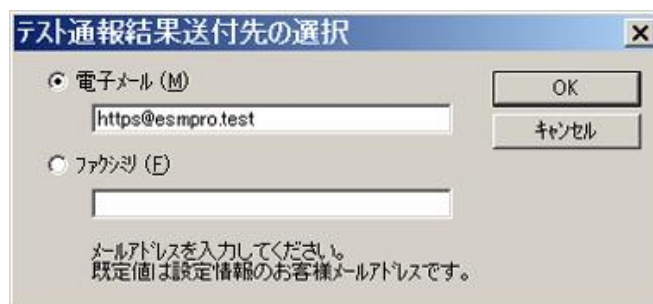 テスト通報結果送付先の選択
電子メール(M)
OK
https@esmpro.test
キャンセル
ファクシミリ(F)
メールアドレスを入力してください。
既定値は設定情報のお客様メールアドレスです。